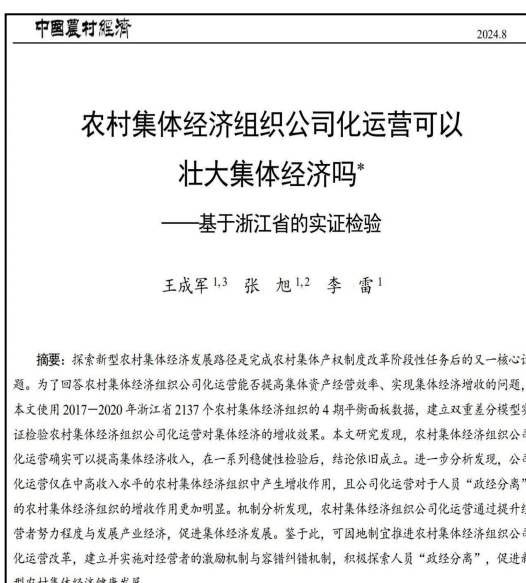 中國農村經濟
2024.8
农村集体经济组织公司化运营可以
壮大集体经济吗*
——基于浙江省的实证检验
王成军 1,3 张 旭 1,2 李 雷 1
摘要：探索新型农村集体经济发展路径是完成农村集体产权制度改革阶段性任务后的又一核心
题。为了回答农村集体经济组织公司化运营能否提高集体资产经营效率、实现集体经济增收的问题，
本文使用 2017—2020 年浙江省 2137 个农村集体经济组织的 4 期平衡面板数据，建立双重差分模型
证检验农村集体经济组织公司化运营对集体经济的增收效果。本文研究发现，农村集体经济组织公司
化运营确实可以提高集体经济收入，在一系列稳健性检验后，结论依旧成立。进一步分析发现，公
化运营仅在中高收入水平的农村集体经济组织中产生增收作用，且公司化运营对于人员“政经分离”
的农村集体经济组织的增收作用更加明显。机制分析发现，农村集体经济组织公司化运营通过提升
营者努力程度与发展产业经济，促进集体经济发展。鉴于此，可因地制宜推进农村集体经济组织公
化运营改革，建立并实施对经营者的激励机制与容错纠错机制，积极探索人员“政经分离”，促进
型农村集体经济健康发展